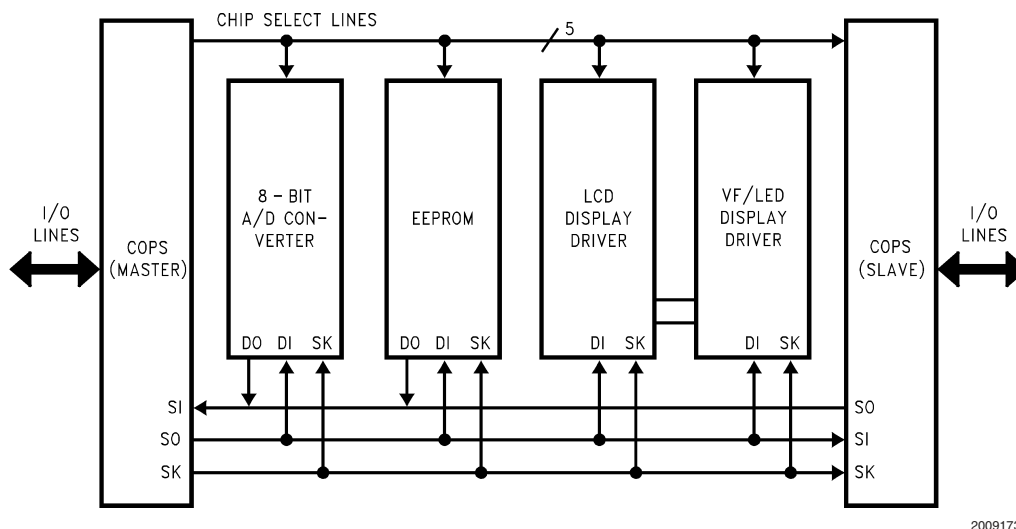 CHIP SELECT LINES
5
I/O
LINES
COPS
(MASTER)
8 - BIT
A/D CON-
VERTER
EEPROM
LCD
DISPLAY
DRIVER
VF/LED
DISPLAY
DRIVER
COPS
(SLAVE)
I/O
LINES
DO DI SK
DO DI SK
DI SK
DI SK
SI
SO
SK
SO
SI
SK